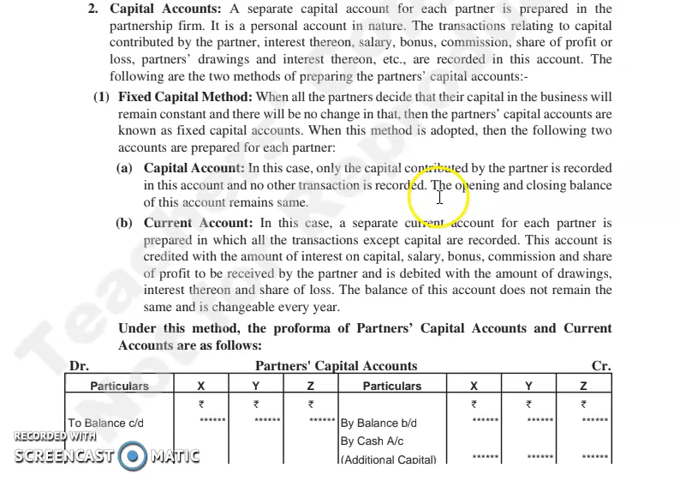 2. Capital Accounts: A separate capital account for each partner is prepared in the
partnership firm. It is a personal account in nature. The transactions relating to capital
contributed by the partner, interest thereon, salary, bonus, commission, share of profit or
loss, partners' drawings and interest thereon, etc., are recorded in this account. The
following are the two methods of preparing the partners' capital accounts:-
(1) Fixed Capital Method: When all the partners decide that their capital in the business will
remain constant and there will be no change in that, then the partners' capital accounts are
known as fixed capital accounts. When this method is adopted, then the following two
accounts are prepared for each partner:
(a) Capital Account: In this case, only the capital contributed by the partner is recorded
in this account and no other transaction is recorded. The opening and closing balance
of this account remains same.
(b) Current Account: In this case, a separate current account for each partner is
prepared in which all the transactions except capital are recorded. This account is
credited with the amount of interest on capital, salary, bonus, commission and share
of profit to be received by the partner and is debited with the amount of drawings,
interest thereon and share of loss. The balance of this account does not remain the
same and is changeable every year.
Under this method, the proforma of Partners' Capital Accounts and Current
Accounts are as follows:
Dr. Partners' Capital Accounts Cr.
Particulars X Y Z Particulars X Y Z
₹ ₹ ₹ ₹ ₹ ₹
To Balance c/d ****** ****** ****** By Balance b/d ****** ****** ******
By Cash A/c
(Additional Capital) ****** ****** ******
RECORDED WITH
SCREENCAST MATIC